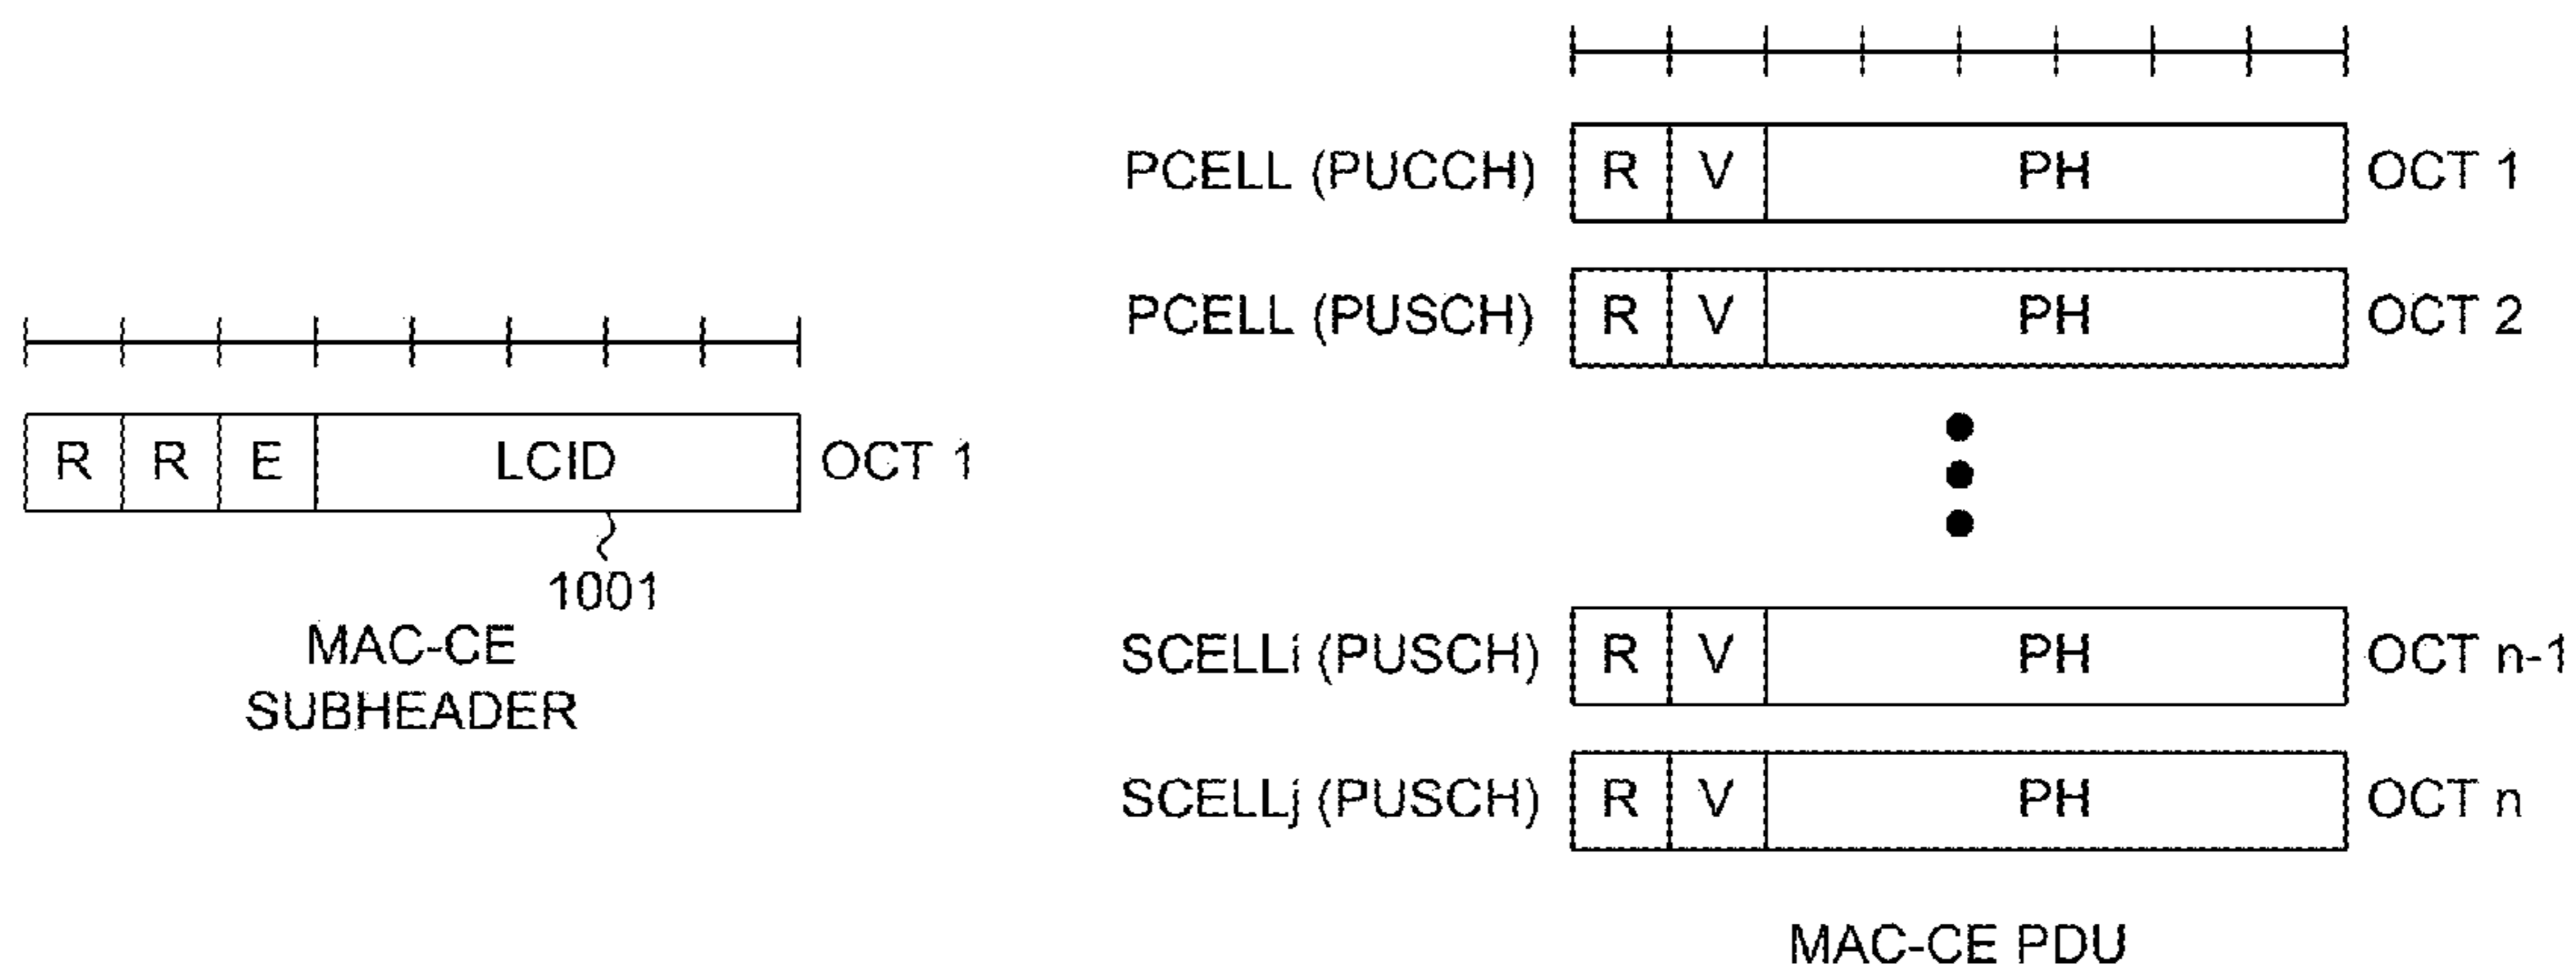 R R E LCID OCT 1
1001
MAC-CE
SUBHEADER
PCELL (PUCCH) R V PH OCT 1
PCELL (PUSCH) R V PH OCT 2
SCELLi (PUSCH) R V PH OCT n-1
SCELLj (PUSCH) R V PH OCT n
MAC-CE PDU